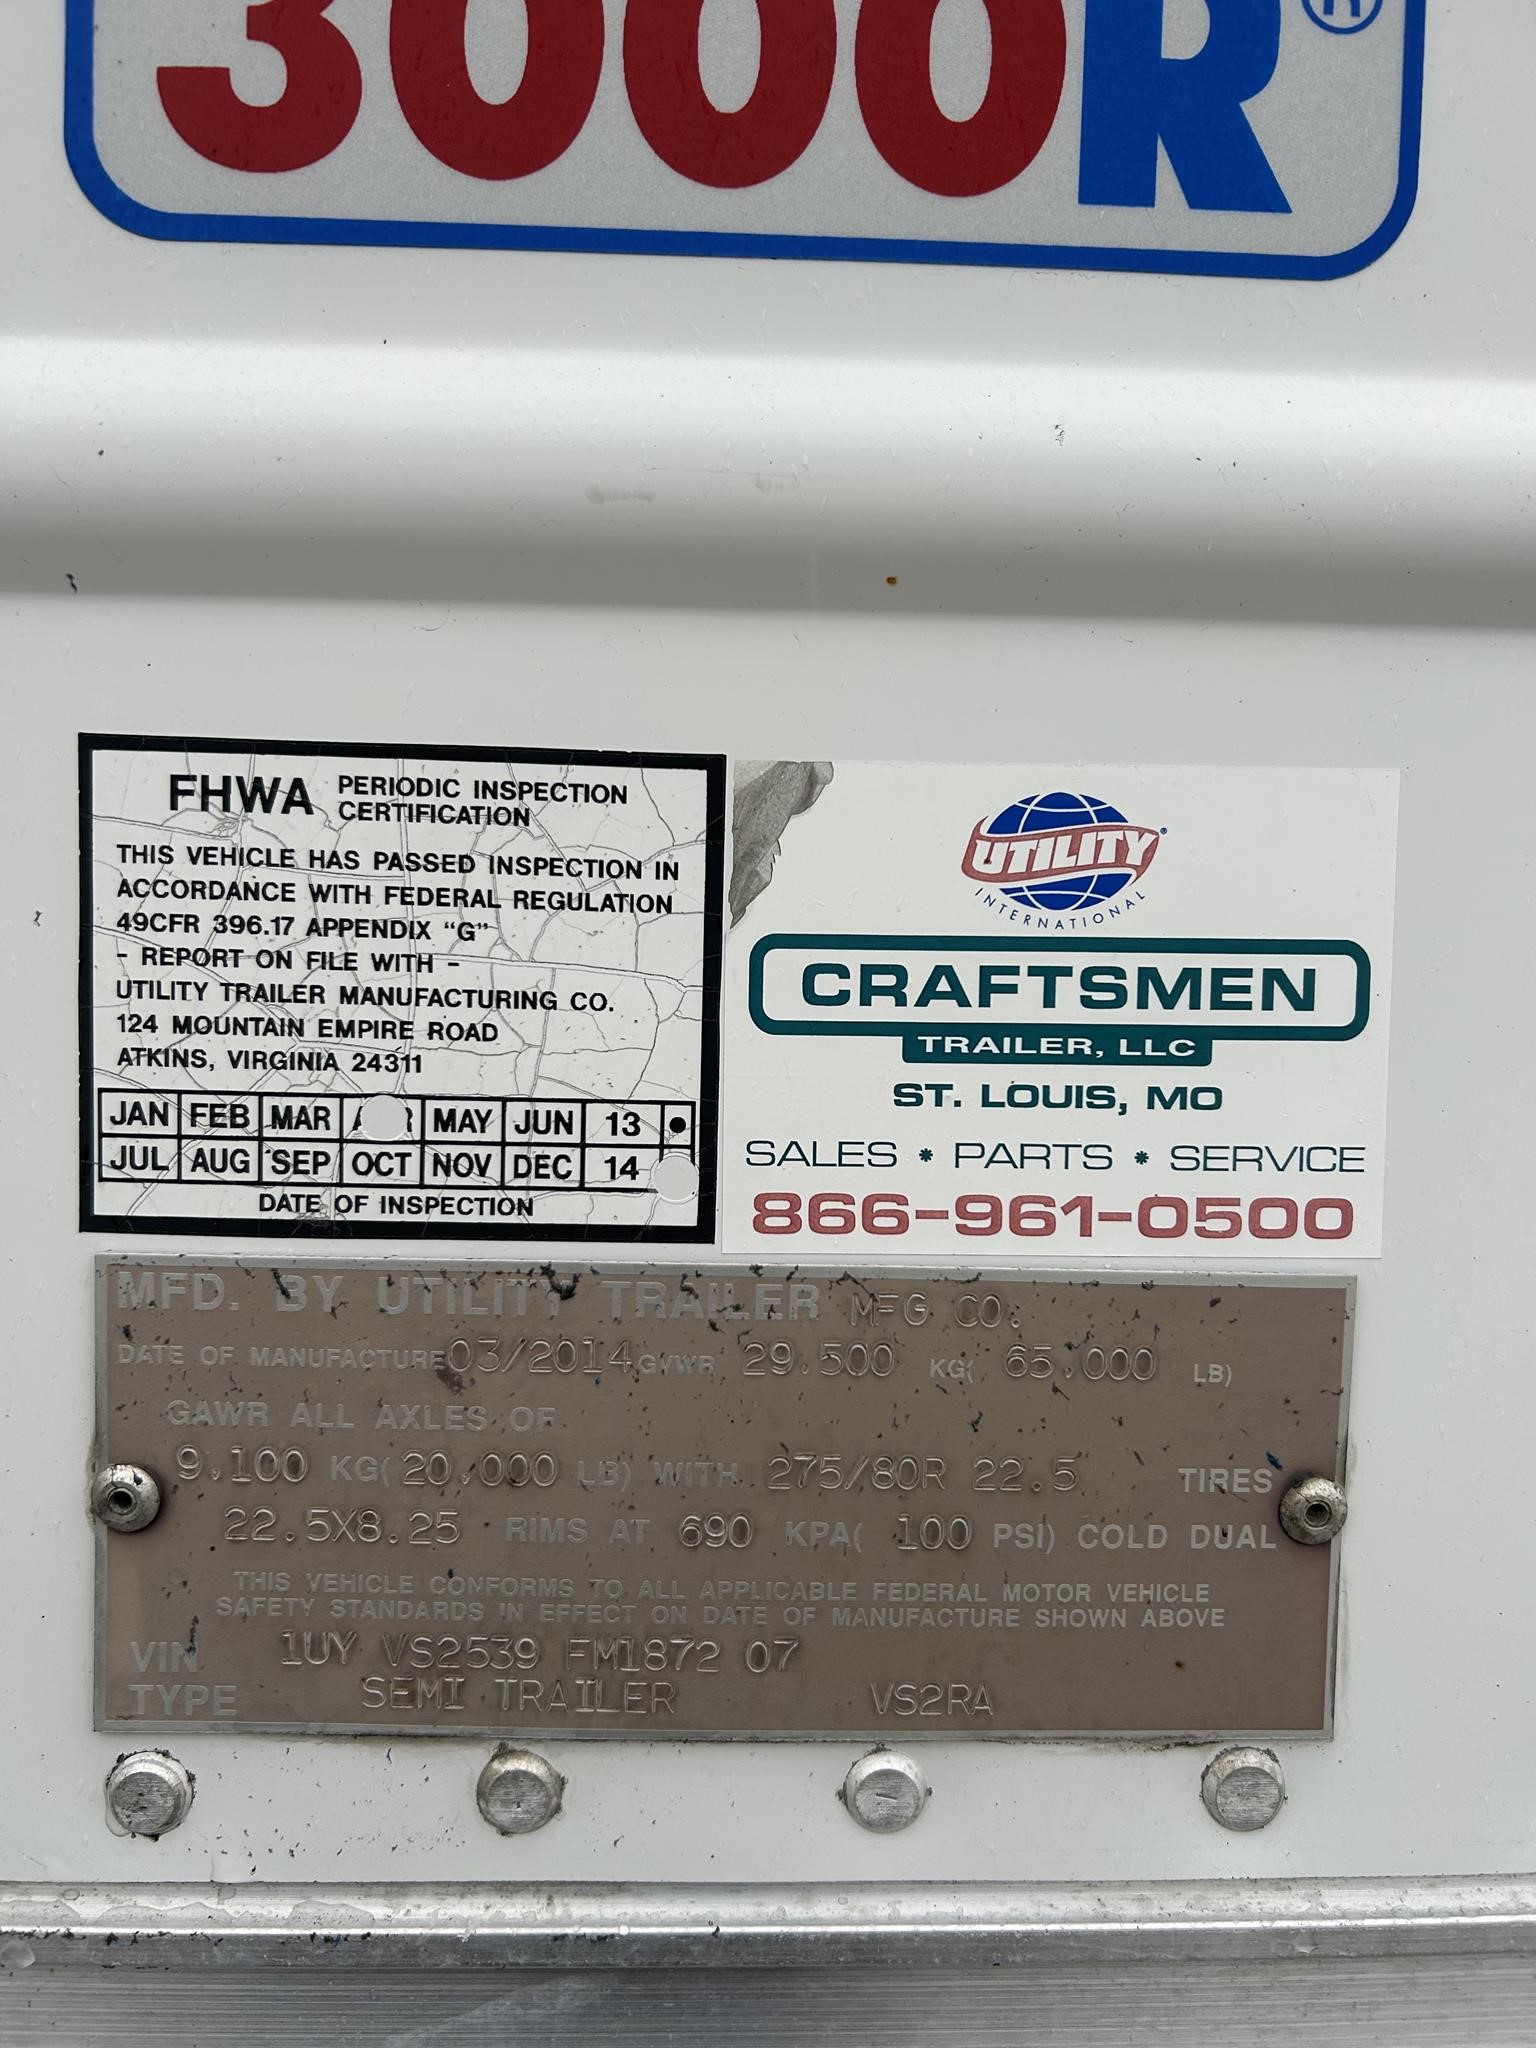 3000R®
FHWA PERIODIC INSPECTION
CERTIFICATION
THIS VEHICLE HAS PASSED INSPECTION IN
ACCORDANCE WITH FEDERAL REGULATION
49CFR 396.17 APPENDIX “G”
- REPORT ON FILE WITH -
UTILITY TRAILER MANUFACTURING CO.
124 MOUNTAIN EMPIRE ROAD
ATKINS, VIRGINIA 24311
JAN FEB MAR MAY JUN 13
JUL AUG SEP OCT NOV DEC 14
DATE OF INSPECTION
UTILITY®
INTERNATIONAL
CRAFTSMEN
TRAILER, LLC
ST. LOUIS, MO
SALES * PARTS * SERVICE
866-961-0500
MFD. BY UTILITY TRAILER MFG CO.
DATE OF MANUFACTURE 03/2014 GVWR 29.500 KG( 65.000 LB)
GAWR ALL AXLES OF
9.100 KG( 20.000 LB) WITH 275/80R 22.5 TIRES
22.5X8.25 RIMS AT 690 KPA( 100 PSI) COLD DUAL
THIS VEHICLE CONFORMS TO ALL APPLICABLE FEDERAL MOTOR VEHICLE
SAFETY STANDARDS IN EFFECT ON DATE OF MANUFACTURE SHOWN ABOVE
VIN 1UY VS2539 FM1872 07
TYPE SEMI TRAILER VS2RA